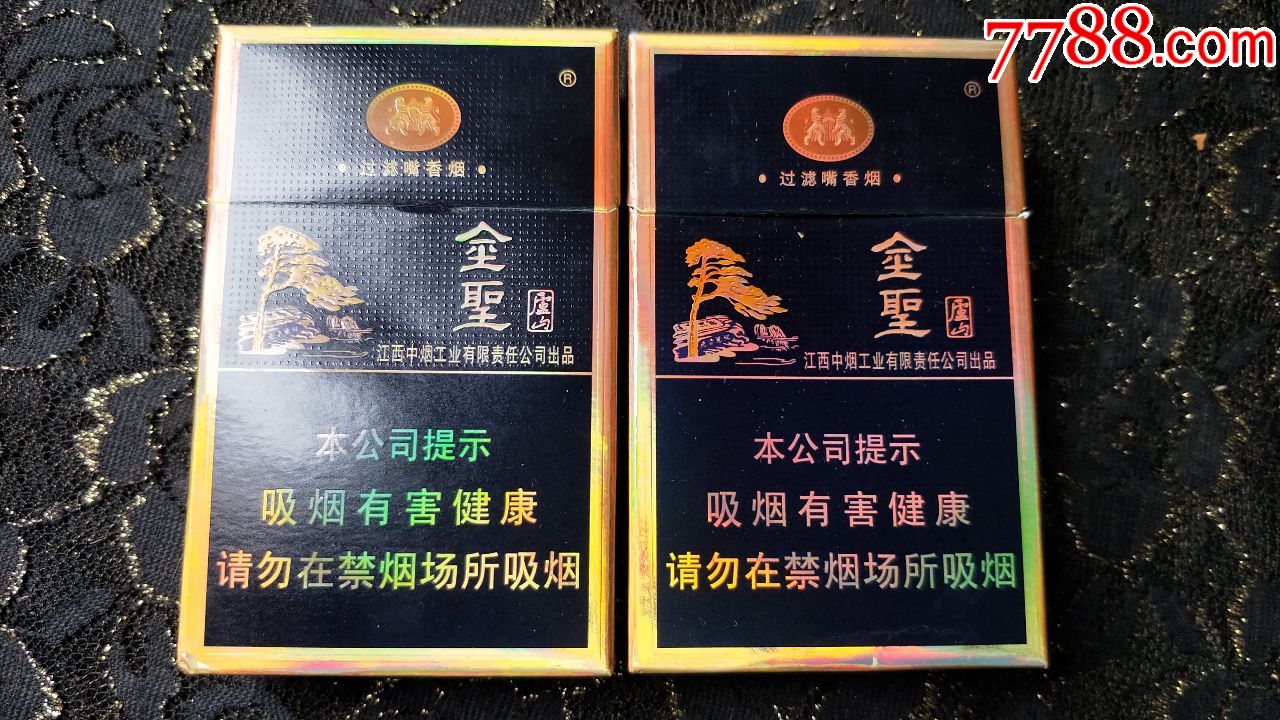 7788.com
®
· 过滤嘴香烟 ·
金聖
廬山
江西中烟工业有限责任公司出品
本公司提示
吸烟有害健康
请勿在禁烟场所吸烟
®
· 过滤嘴香烟 ·
金聖
廬山
江西中烟工业有限责任公司出品
本公司提示
吸烟有害健康
请勿在禁烟场所吸烟